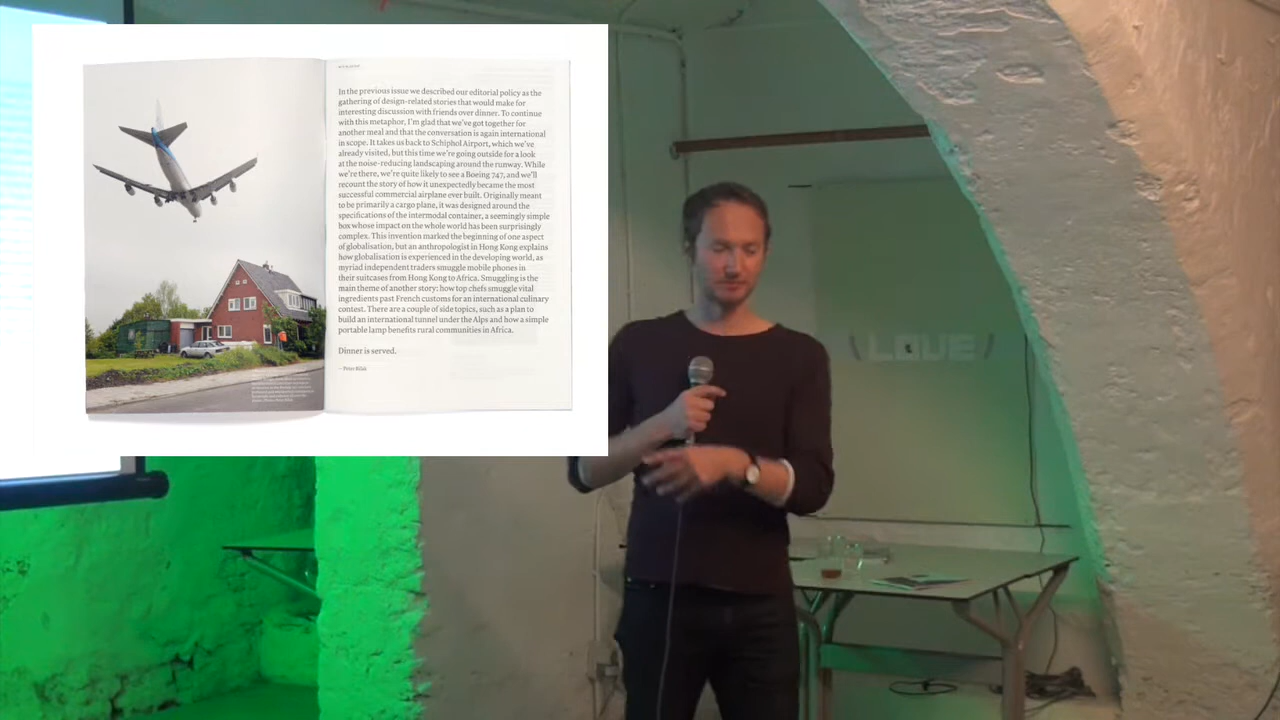 In the previous issue we described our editorial policy as the
gathering of design-related stories that would make for
interesting discussion with friends over dinner. To continue
with this metaphor, I'm glad that we've got together for
another meal and that the conversation is again international
in scope. It takes us back to Schiphol Airport, which we've
already visited, but this time we're going outside for a look
at the noise-reducing landscaping around the runway. While
we're there, we're quite likely to see a Boeing 747, and we'll
recount the story of how it unexpectedly became the most
successful commercial airplane ever built. Originally meant
to be primarily a cargo plane, it was designed around the
specifications of the intermodal container, a seemingly simple
box whose impact on the whole world has been surprisingly
complex. This invention marked the beginning of one aspect
of globalisation, but an anthropologist in Hong Kong explains
how globalisation is experienced in the developing world, as
myriad independent traders smuggle mobile phones in
their suitcases from Hong Kong to Africa. Smuggling is the
main theme of another story: how top chefs smuggle vital
ingredients past French customs for an international culinary
contest. There are a couple of side topics, such as a plan to
build an international tunnel under the Alps and how a simple
portable lamp benefits rural communities in Africa.
Dinner is served.
— Peter Biľak
LOVE